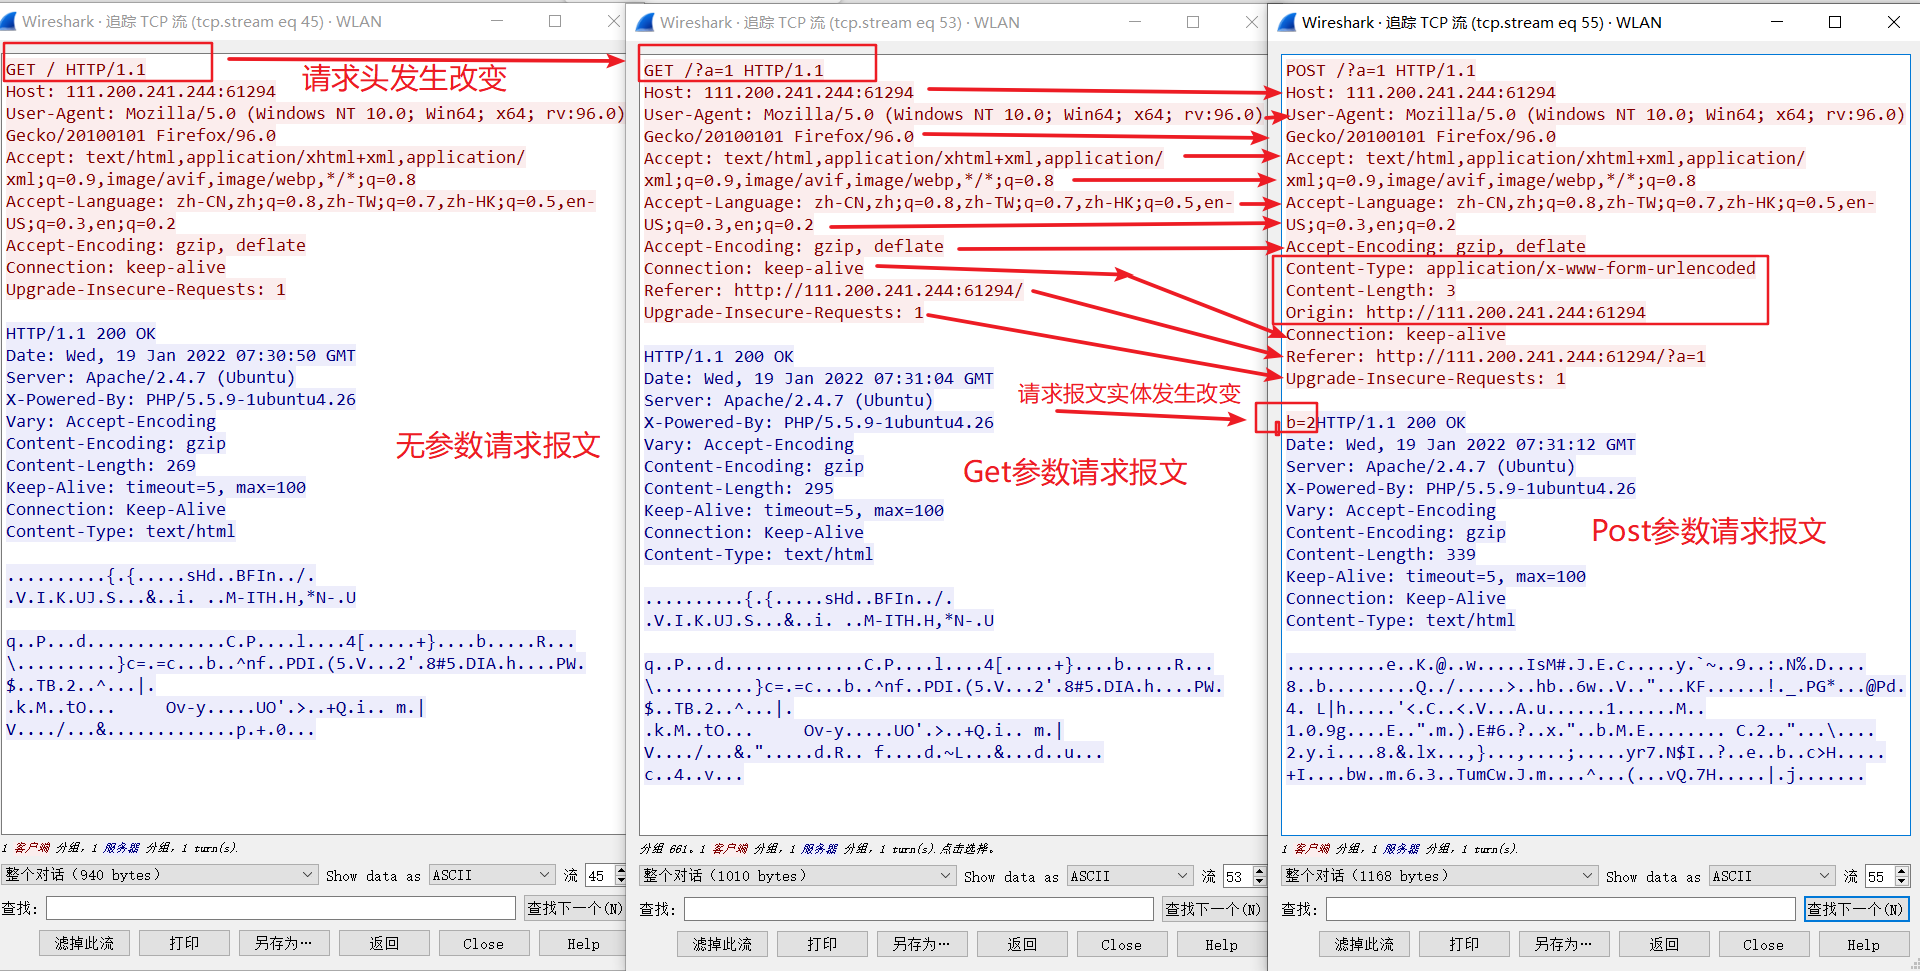 Wireshark · 追踪 TCP 流 (tcp.stream eq 45) · WLAN
GET / HTTP/1.1
请求头发生改变
Host: 111.200.241.244:61294
User-Agent: Mozilla/5.0 (Windows NT 10.0; Win64; x64; rv:96.0)
Gecko/20100101 Firefox/96.0
Accept: text/html,application/xhtml+xml,application/
xml;q=0.9,image/avif,image/webp,*/*;q=0.8
Accept-Language: zh-CN,zh;q=0.8,zh-TW;q=0.7,zh-HK;q=0.5,en-
US;q=0.3,en;q=0.2
Accept-Encoding: gzip, deflate
Connection: keep-alive
Upgrade-Insecure-Requests: 1
HTTP/1.1 200 OK
Date: Wed, 19 Jan 2022 07:30:50 GMT
Server: Apache/2.4.7 (Ubuntu)
X-Powered-By: PHP/5.5.9-1ubuntu4.26
Vary: Accept-Encoding
Content-Encoding: gzip
无参数请求报文
Content-Length: 269
Keep-Alive: timeout=5, max=100
Connection: Keep-Alive
Content-Type: text/html
..........{.{.....sHd..BFIn../.
.V.I.K.UJ.S...&..i. ..M-ITH.H,*N-.U
q..P...d..............C.P....l....4[.....+}....b.....R...
\..........}c=.=c...b..^nf..PDI.(5.V...2'.8#5.DIA.h....PW.
$..TB.2..^...|.
.k.M..tO...     Ov-y.....UO'.>..+Q.i.. m.|
V..../...&.............p.+.0...
1 客户端 分组, 1 服务器 分组, 1 turn(s).
整个对话 (940 bytes)
Show data as
ASCII
流
45
查找:
查找下一个(N)
滤掉此流
打印
另存为…
返回
Close
Help
Wireshark · 追踪 TCP 流 (tcp.stream eq 53) · WLAN
GET /?a=1 HTTP/1.1
Host: 111.200.241.244:61294
User-Agent: Mozilla/5.0 (Windows NT 10.0; Win64; x64; rv:96.0)
Gecko/20100101 Firefox/96.0
Accept: text/html,application/xhtml+xml,application/
xml;q=0.9,image/avif,image/webp,*/*;q=0.8
Accept-Language: zh-CN,zh;q=0.8,zh-TW;q=0.7,zh-HK;q=0.5,en-
US;q=0.3,en;q=0.2
Accept-Encoding: gzip, deflate
Connection: keep-alive
Referer: http://111.200.241.244:61294/
Upgrade-Insecure-Requests: 1
HTTP/1.1 200 OK
Date: Wed, 19 Jan 2022 07:31:04 GMT
请求报文实体发生改变
Server: Apache/2.4.7 (Ubuntu)
X-Powered-By: PHP/5.5.9-1ubuntu4.26
Vary: Accept-Encoding
Content-Encoding: gzip
Get参数请求报文
Content-Length: 295
Keep-Alive: timeout=5, max=100
Connection: Keep-Alive
Content-Type: text/html
..........{.{.....sHd..BFIn../.
.V.I.K.UJ.S...&..i. ..M-ITH.H,*N-.U
q..P...d..............C.P....l....4[.....+}....b.....R...
\..........}c=.=c...b..^nf..PDI.(5.V...2'.8#5.DIA.h....PW.
$..TB.2..^...|.
.k.M..tO...     Ov-y.....UO'.>..+Q.i.. m.|
V..../...&.".....d.R.. f....d.~L...&...d..u...
c..4..v...
分组 661。1 客户端 分组, 1 服务器 分组, 1 turn(s).点击选择。
整个对话 (1010 bytes)
Show data as
ASCII
流
53
查找:
查找下一个(N)
滤掉此流
打印
另存为…
返回
Close
Help
Wireshark · 追踪 TCP 流 (tcp.stream eq 55) · WLAN
POST /?a=1 HTTP/1.1
Host: 111.200.241.244:61294
User-Agent: Mozilla/5.0 (Windows NT 10.0; Win64; x64; rv:96.0)
Gecko/20100101 Firefox/96.0
Accept: text/html,application/xhtml+xml,application/
xml;q=0.9,image/avif,image/webp,*/*;q=0.8
Accept-Language: zh-CN,zh;q=0.8,zh-TW;q=0.7,zh-HK;q=0.5,en-
US;q=0.3,en;q=0.2
Accept-Encoding: gzip, deflate
Content-Type: application/x-www-form-urlencoded
Content-Length: 3
Origin: http://111.200.241.244:61294
Connection: keep-alive
Referer: http://111.200.241.244:61294/?a=1
Upgrade-Insecure-Requests: 1
b=2HTTP/1.1 200 OK
Date: Wed, 19 Jan 2022 07:31:12 GMT
Server: Apache/2.4.7 (Ubuntu)
X-Powered-By: PHP/5.5.9-1ubuntu4.26
Vary: Accept-Encoding
Content-Encoding: gzip
Post参数请求报文
Content-Length: 339
Keep-Alive: timeout=5, max=100
Connection: Keep-Alive
Content-Type: text/html
..........e..K.@..w.....IsM#.J.E.c.....y.`~..9..:.N%.D....
8..b.........Q../.....>..hb..6w..V.."...KF......!._.PG*...@Pd.
4. L|h.....'<.C..<.V...A.u......1......M..
1.0.9g....E..".m.).E#6.?..x."..b.M.E........ C.2.."...\....
2.y.i....8.&.lx...,}...,....;.....yr7.N$I..?..e..b..c>H.....
+I....bw..m.6.3..TumCw.J.m....^...(...vQ.7H.....|.j.......
1 客户端 分组, 1 服务器 分组, 1 turn(s).
整个对话 (1168 bytes)
Show data as
ASCII
流
55
查找:
查找下一个(N)
滤掉此流
打印
另存为…
返回
Close
Help